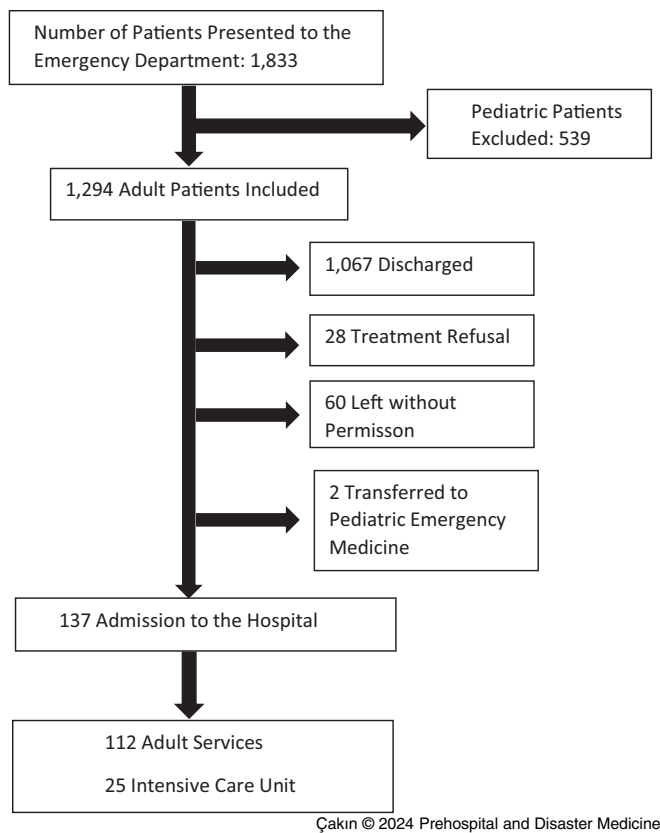 Number of Patients Presented to the
Emergency Department: 1,833
Pediatric Patients
Excluded: 539
1,294 Adult Patients Included
1,067 Discharged
28 Treatment Refusal
60 Left without
Permisson
2 Transferred to
Pediatric Emergency
Medicine
137 Admission to the Hospital
112 Adult Services
25 Intensive Care Unit
Çakın © 2024 Prehospital and Disaster Medicine